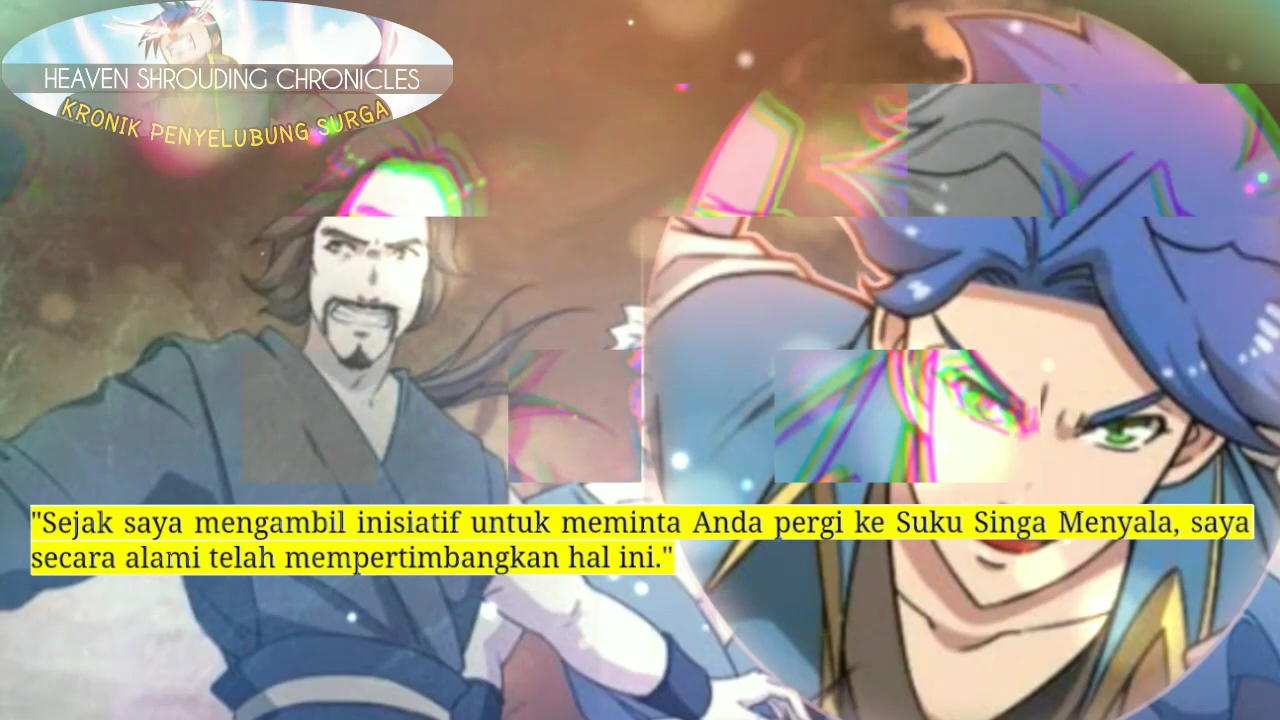 HEAVEN SHROUDING CHRONICLES
KRONIK PENYELUBUNG SURGA
"Sejak saya mengambil inisiatif untuk meminta Anda pergi ke Suku Singa Menyala, saya
secara alami telah mempertimbangkan hal ini."